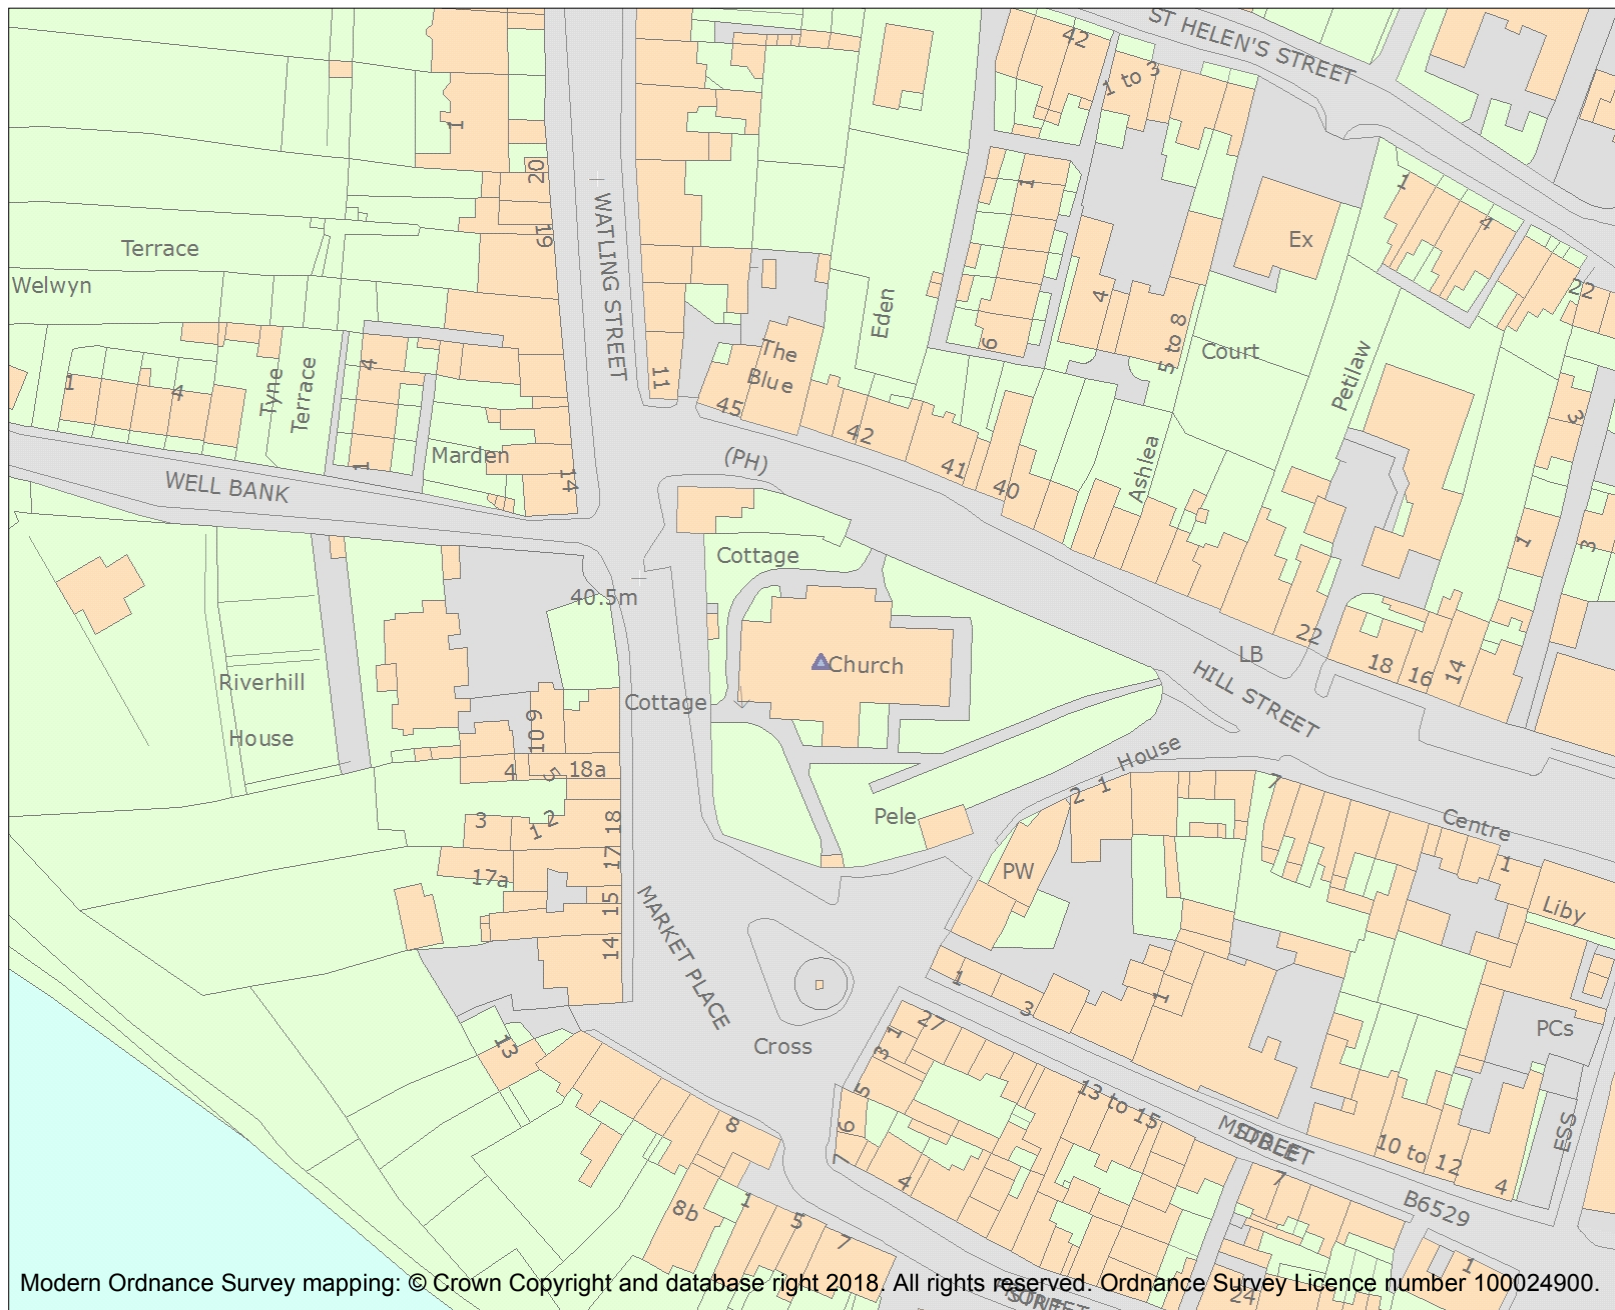 ST HELEN'S STREET
42
1 to 3
1
20
19
WATLING STREET
Terrace
Welwyn
1
Ex
1
4
22
Eden
4
6
5 to 8
Court
Petilaw
The
Blue
11
45
1
4
Tyne
Terrace
4
1
Marden
14
WELL BANK
(PH)
42
41
40
Ashlea
3
1
3
Cottage
40.5m
Church
Cottage
Riverhill
House
22
LB
18
16
14
HILL STREET
House
9
10
4
5
18a
3
1
2
18
17
17a
15
14
Pele
2
1
7
PW
Centre
1
Liby
MARKET PLACE
Cross
1
3
1
27
1
3
5
6
7
4
PCs
13
8
8b
1
5
7
13 to 15
MIDDLE
STREET
10 to 12
4
ESS
B6529
7
1
24
Modern Ordnance Survey mapping: © Crown Copyright and database right 2018. All rights reserved. Ordnance Survey Licence number 100024900.